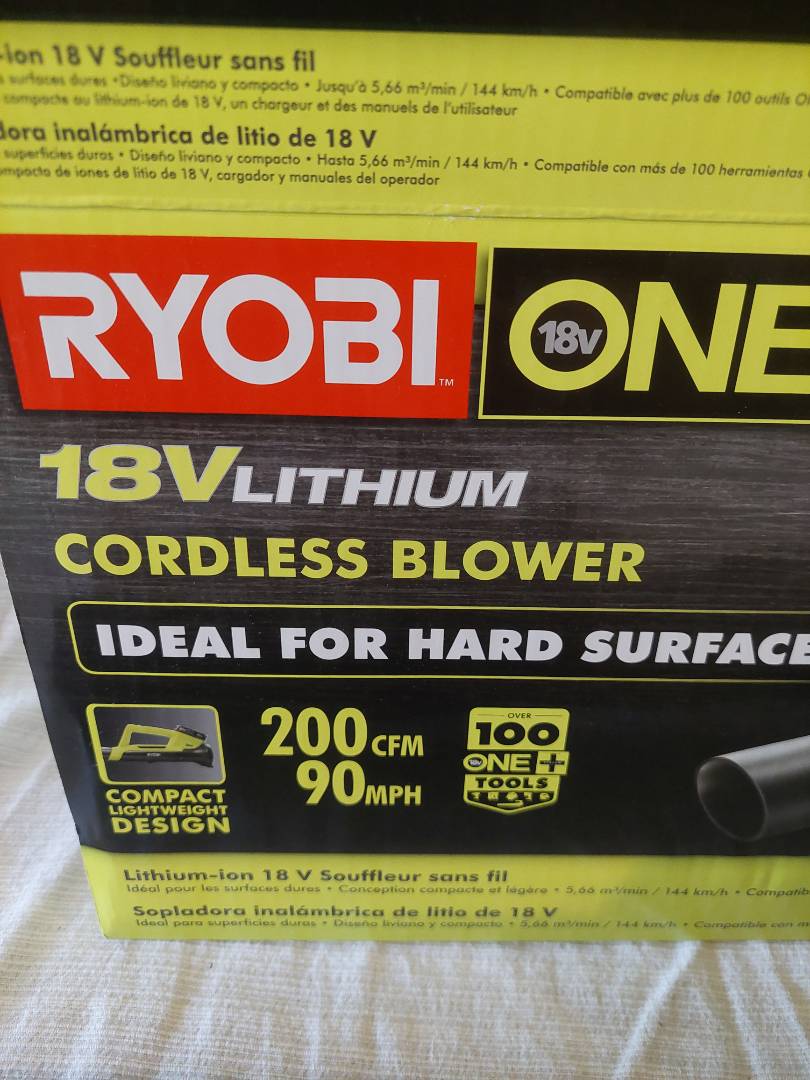 -ion 18 V Souffleur sans fil
surfaces dures • Diseño liviano y compacto • Jusqu'à 5,66 m³/min / 144 km/h • Compatible avec plus de 100 outils
compacte au lithium-ion de 18 V, un chargeur et des manuels de l'utilisateur
dora inalámbrica de litio de 18 V
superficies duras • Diseño liviano y compacto • Hasta 5,66 m³/min / 144 km/h • Compatible con más de 100 herramientas
de iones de litio de 18 V, cargador y manuales del operador
RYOBI™ 18V ONE
18V LITHIUM
CORDLESS BLOWER
IDEAL FOR HARD SURFACE
RYOBI
COMPACT
LIGHTWEIGHT
DESIGN
200 CFM
90 MPH
OVER
100
18V ONE+
TOOLS
Lithium-ion 18 V Souffleur sans fil
Idéal pour les surfaces dures • Conception compacte et légère • 5,66 m³/min / 144 km/h •
Sopladora inalámbrica de litio de 18 V
Ideal para superficies duras • Diseño liviano y compacto • 5,66 m³/min / 144 km/h • Compatible con